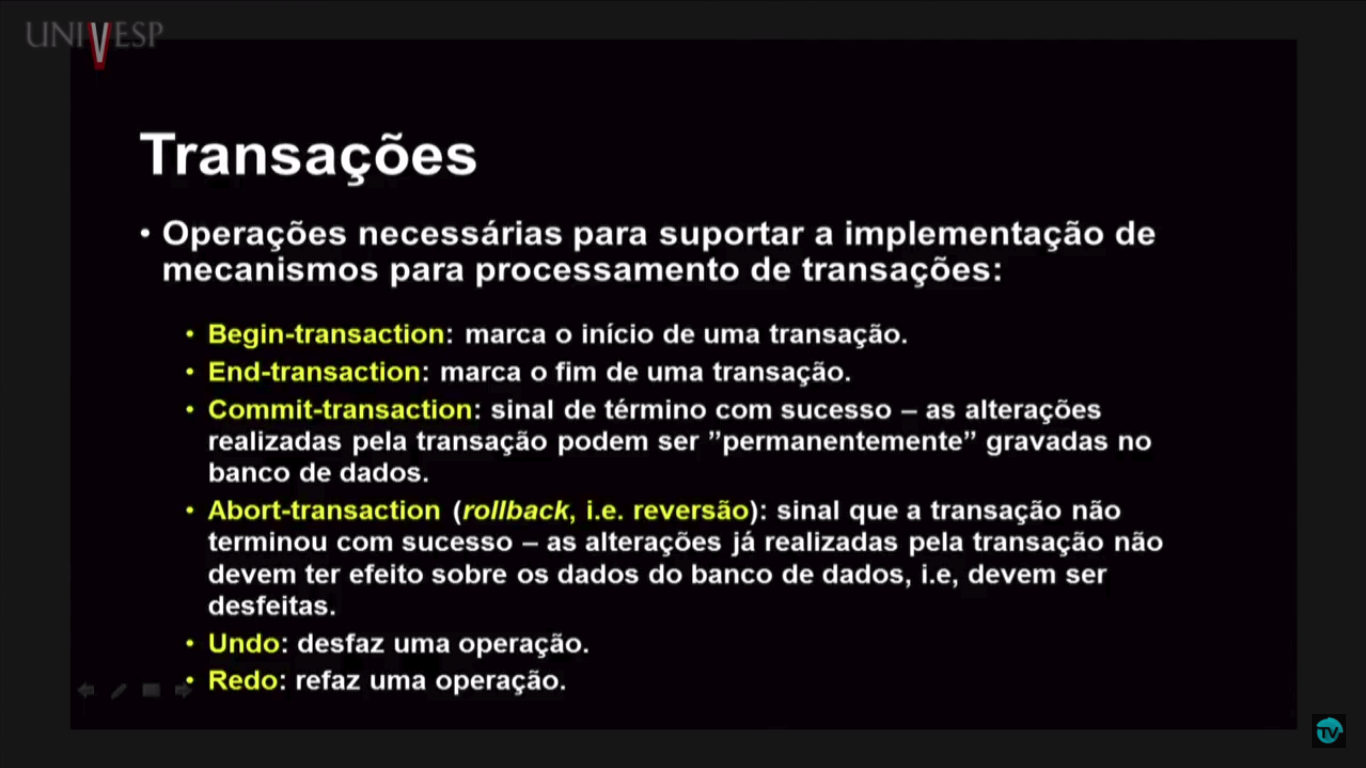 UNIVESP
Transações
• Operações necessárias para suportar a implementação de
mecanismos para processamento de transações:
• Begin-transaction: marca o início de uma transação.
• End-transaction: marca o fim de uma transação.
• Commit-transaction: sinal de término com sucesso – as alterações
realizadas pela transação podem ser ”permanentemente” gravadas no
banco de dados.
• Abort-transaction (rollback, i.e. reversão): sinal que a transação não
terminou com sucesso – as alterações já realizadas pela transação não
devem ter efeito sobre os dados do banco de dados, i.e, devem ser
desfeitas.
• Undo: desfaz uma operação.
• Redo: refaz uma operação.
TV